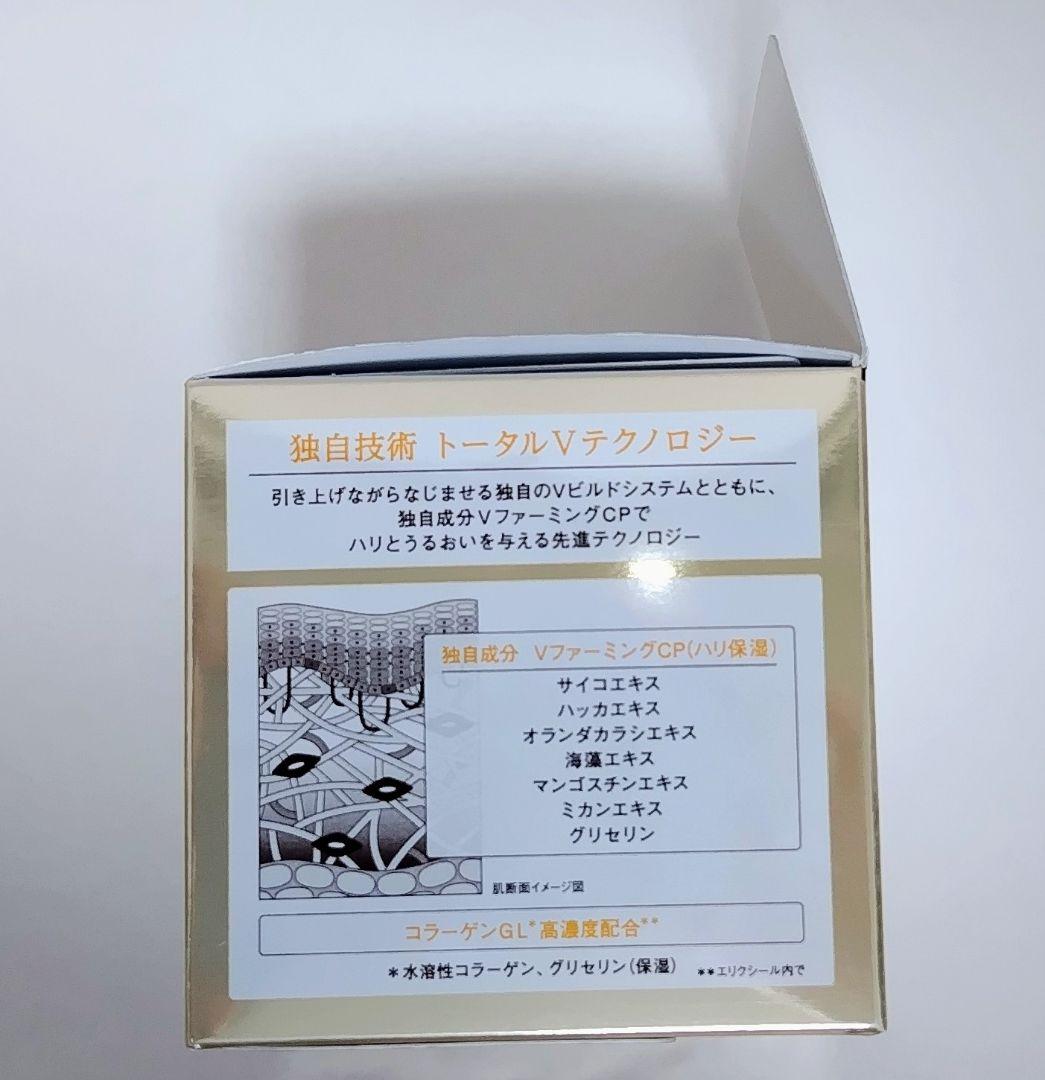 独自技術 トータルVテクノロジー
引き上げながらなじませる独自のVビルドシステムとともに、
独自成分VファーミングCPで
ハリとうるおいを与える先進テクノロジー
独自成分 VファーミングCP(ハリ保湿)
サイコエキス
ハッカエキス
オランダカラシエキス
海藻エキス
マンゴスチンエキス
ミカンエキス
グリセリン
肌断面イメージ図
コラーゲンGL*高濃度配合**
*水溶性コラーゲン、グリセリン(保湿) **エリクシール内で